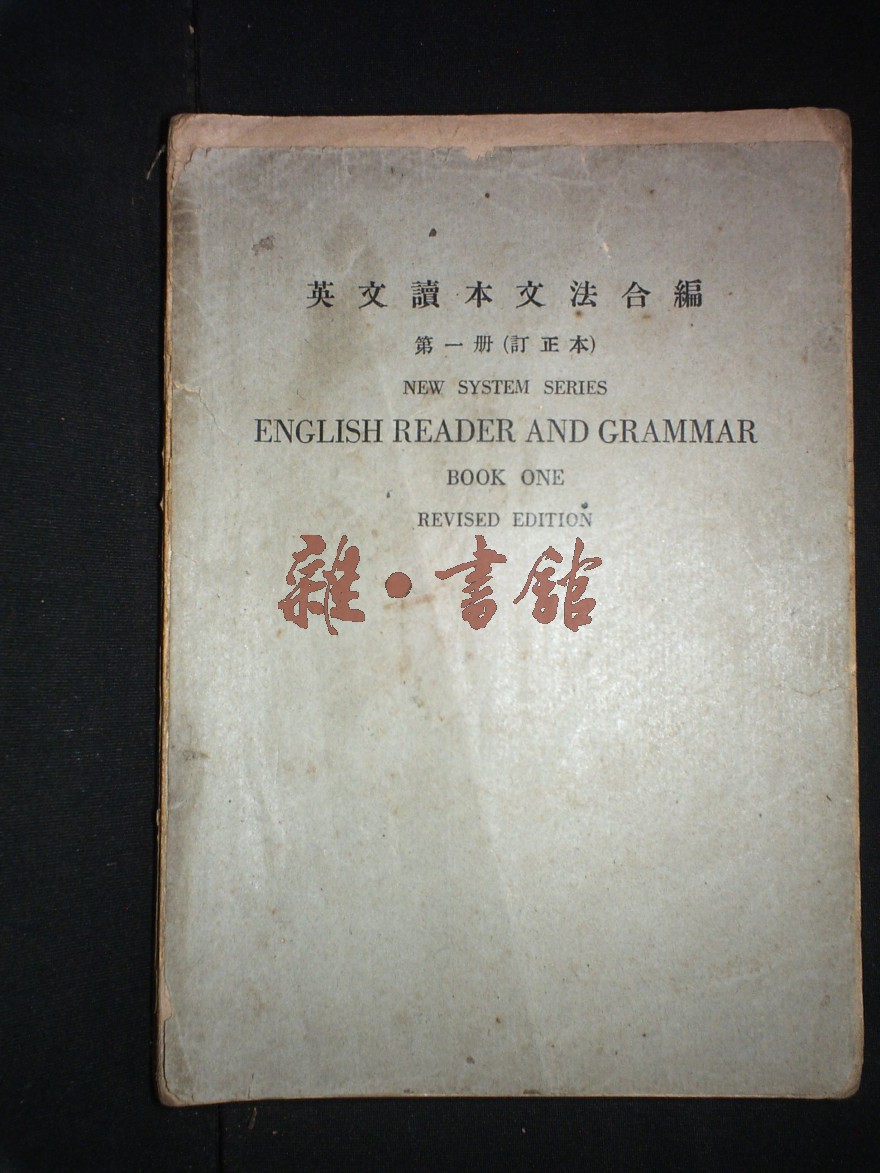 英文讀本文法合編
第一册(訂正本)
NEW SYSTEM SERIES
ENGLISH READER AND GRAMMAR
BOOK ONE
REVISED EDITION
雜·書館